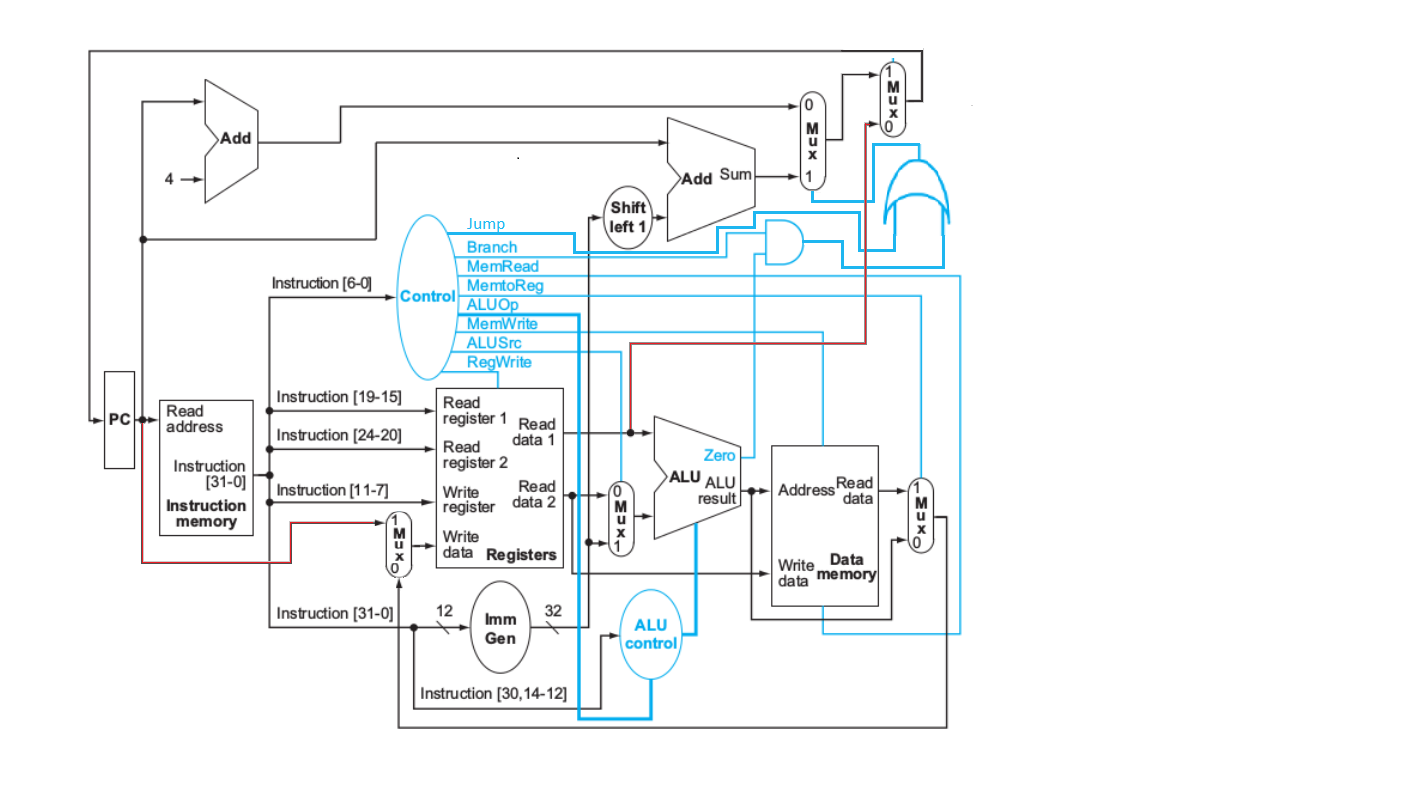 1
Mux
0
0
Mux
1
Add
4
Add Sum
Shift
left 1
Jump
Branch
MemRead
MemtoReg
ALUOp
MemWrite
ALUSrc
RegWrite
Control
Instruction [6-0]
PC
Read
address
Instruction
[31-0]
Instruction
memory
Instruction [19-15]
Instruction [24-20]
Instruction [11-7]
1
Mux
0
Read
register 1
Read
register 2
Write
register
Write
data
Read
data 1
Read
data 2
Registers
0
Mux
1
Zero
ALU
ALU
result
Address
Read
data
Write
data
Data
memory
1
Mux
0
Instruction [31-0]
12
Imm
Gen
32
ALU
control
Instruction [30,14-12]